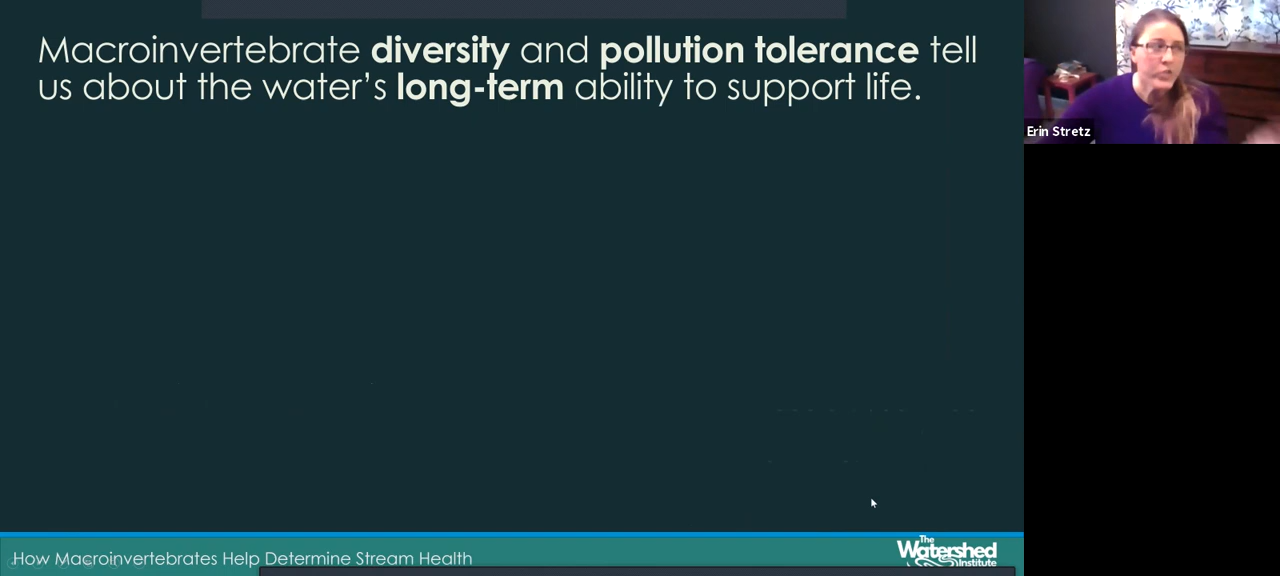 Macroinvertebrate diversity and pollution tolerance tell
us about the water’s long-term ability to support life.
Erin Stretz
How Macroinvertebrates Help Determine Stream Health
The
Watershed
Institute